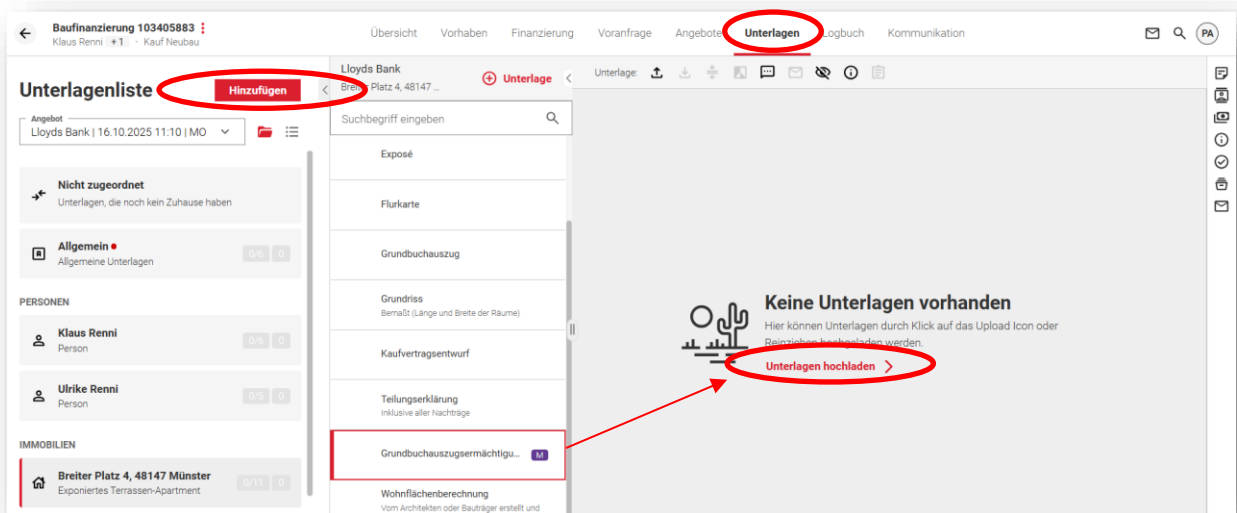 Baufinanzierung 103405883
Klaus Renni +1 · Kauf Neubau
Übersicht Vorhaben Finanzierung Voranfrage Angebote Unterlagen Logbuch Kommunikation
PA
Unterlagenliste
Hinzufügen
Angebot
Lloyds Bank | 16.10.2025 11:10 | MO
Nicht zugeordnet
Unterlagen, die noch kein Zuhause haben
Allgemein
Allgemeine Unterlagen
0/6 0
PERSONEN
Klaus Renni
Person
0/6 0
Ulrike Renni
Person
0/5 0
IMMOBILIEN
Breiter Platz 4, 48147 Münster
Exponiertes Terrassen-Apartment
0/11 0
Lloyds Bank
Breiter Platz 4, 48147 ...
Unterlage
Suchbegriff eingeben
Exposé
Flurkarte
Grundbuchauszug
Grundriss
Bemaßt (Länge und Breite der Räume)
Kaufvertragsentwurf
Teilungserklärung
Inklusive aller Nachträge
Grundbuchauszugsermächtigu... M
Wohnflächenberechnung
Vom Architekten oder Bauträger erstellt und
Unterlage:
Keine Unterlagen vorhanden
Hier können Unterlagen durch Klick auf das Upload Icon oder
Reinziehen hochgeladen werden.
Unterlagen hochladen